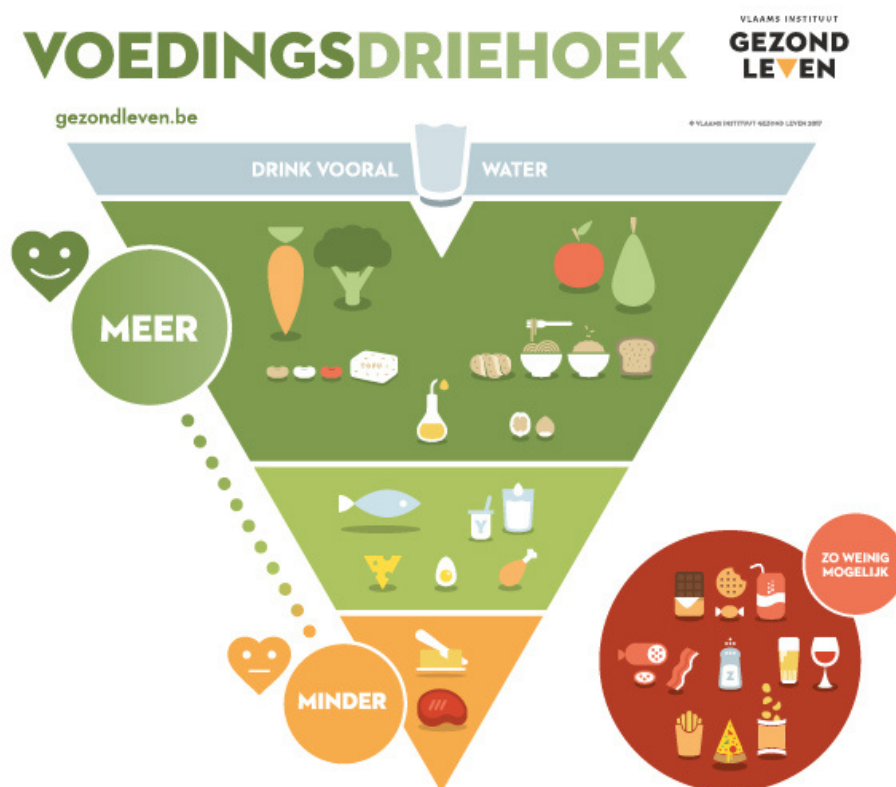 VOEDINGSDRIEHOEK
VLAAMS INSTITUUT
GEZOND
LEVEN
gezondleven.be
© VLAAMS INSTITUUT GEZOND LEVEN 2017
DRINK VOORAL WATER
MEER
TOFU
Y
ZO WEINIG
MOGELIJK
Z
MINDER